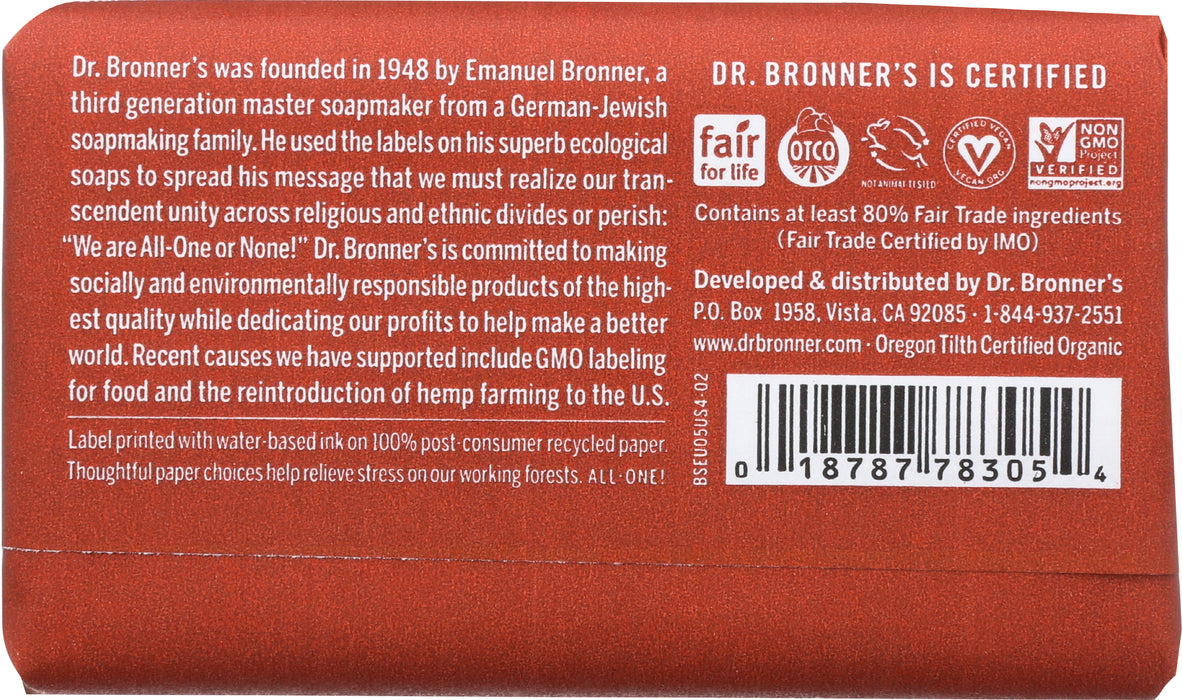 Dr. Bronner's was founded in 1948 by Emanuel Bronner, a
third generation master soapmaker from a German-Jewish
soapmaking family. He used the labels on his superb ecological
soaps to spread his message that we must realize our tran-
scendent unity across religious and ethnic divides or perish:
"We are All-One or None!" Dr. Bronner's is committed to making
socially and environmentally responsible products of the high-
est quality while dedicating our profits to help make a better
world. Recent causes we have supported include GMO labeling
for food and the reintroduction of hemp farming to the U.S.
Label printed with water-based ink on 100% post-consumer recycled paper.
Thoughtful paper choices help relieve stress on our working forests. ALL-ONE!
DR. BRONNER'S IS CERTIFIED
fair
for life
OTCO
NOT ANIMAL TESTED
CERTIFIED VEGAN
VEGAN.ORG
NON
GMO
Project
VERIFIED
nongmoproject.org
Contains at least 80% Fair Trade ingredients
(Fair Trade Certified by IMO)
Developed & distributed by Dr. Bronner's
P.O. Box 1958, Vista, CA 92085 · 1-844-937-2551
www.drbronner.com · Oregon Tilth Certified Organic
BSEU05US4-02
0 18787 78305 4